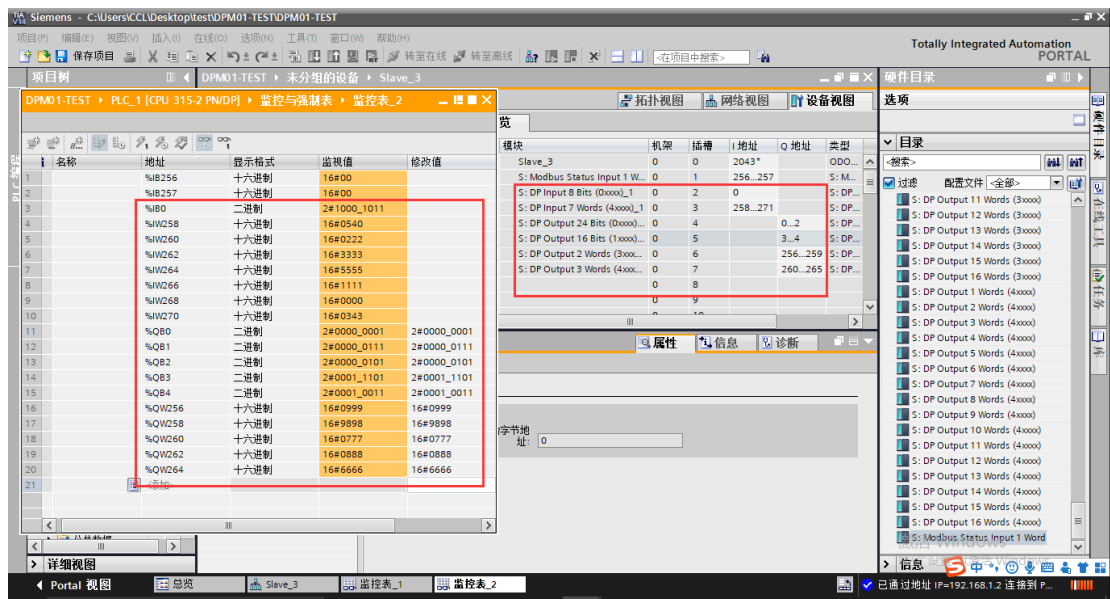 Siemens - C:\Users\CCL\Desktop\test\DPM01-TEST\DPM01-TEST
项目(P) 编辑(E) 视图(V) 插入(I) 在线(O) 选项(N) 工具(T) 窗口(W) 帮助(H)
Totally Integrated Automation
PORTAL
保存项目 转至在线 转至离线 <在项目中搜索>
项目树
DPM01-TEST ▸ 未分组的设备 ▸ Slave_3
硬件目录
DPM01-TEST ▸ PLC_1 [CPU 315-2 PN/DP] ▸ 监控与强制表 ▸ 监控表_2
拓扑视图 网络视图 设备视图
选项
览
i 名称 地址 显示格式 监视值 修改值
1 %IB256 十六进制 16#00
2 %IB257 十六进制 16#00
3 %IB0 二进制 2#1000_1011
4 %IW258 十六进制 16#0540
5 %IW260 十六进制 16#0222
6 %IW262 十六进制 16#3333
7 %IW264 十六进制 16#5555
8 %IW266 十六进制 16#1111
9 %IW268 十六进制 16#0000
10 %IW270 十六进制 16#0343
11 %QB0 二进制 2#0000_0001 2#0000_0001
12 %QB1 二进制 2#0000_0111 2#0000_0111
13 %QB2 二进制 2#0000_0101 2#0000_0101
14 %QB3 二进制 2#0001_1101 2#0001_1101
15 %QB4 二进制 2#0001_0011 2#0001_0011
16 %QW256 十六进制 16#0999 16#0999
17 %QW258 十六进制 16#9898 16#9898
18 %QW260 十六进制 16#0777 16#0777
19 %QW262 十六进制 16#0888 16#0888
20 %QW264 十六进制 16#6666 16#6666
21 <添加>
模块 机架 插槽 I 地址 Q 地址 类型
Slave_3 0 0 2043* ODO...
S: Modbus Status Input 1 W... 0 1 256...257 S: M...
S: DP Input 8 Bits (0xxxx)_1 0 2 0 S: DP...
S: DP Input 7 Words (4xxxx)_1 0 3 258...271 S: DP...
S: DP Output 24 Bits (0xxxx)... 0 4 0...2 S: DP...
S: DP Output 16 Bits (1xxxx)... 0 5 3...4 S: DP...
S: DP Output 2 Words (3xxx... 0 6 256...259 S: DP...
S: DP Output 3 Words (4xxx... 0 7 260...265 S: DP...
0 8
0 9
0 10
属性 信息 诊断
字节地
址: 0
目录
<搜索>
过滤 配置文件 <全部>
S: DP Output 11 Words (3xxxx)
S: DP Output 12 Words (3xxxx)
S: DP Output 13 Words (3xxxx)
S: DP Output 14 Words (3xxxx)
S: DP Output 15 Words (3xxxx)
S: DP Output 16 Words (3xxxx)
S: DP Output 1 Words (4xxxx)
S: DP Output 2 Words (4xxxx)
S: DP Output 3 Words (4xxxx)
S: DP Output 4 Words (4xxxx)
S: DP Output 5 Words (4xxxx)
S: DP Output 6 Words (4xxxx)
S: DP Output 7 Words (4xxxx)
S: DP Output 8 Words (4xxxx)
S: DP Output 9 Words (4xxxx)
S: DP Output 10 Words (4xxxx)
S: DP Output 11 Words (4xxxx)
S: DP Output 12 Words (4xxxx)
S: DP Output 13 Words (4xxxx)
S: DP Output 14 Words (4xxxx)
S: DP Output 15 Words (4xxxx)
S: DP Output 16 Words (4xxxx)
S: Modbus Status Input 1 Word
硬件目录
在线工具
任务
库
详细视图
信息
中
Portal 视图 总览 Slave_3 监控表_1 监控表_2
已通过地址 IP=192.168.1.2 连接到 P...